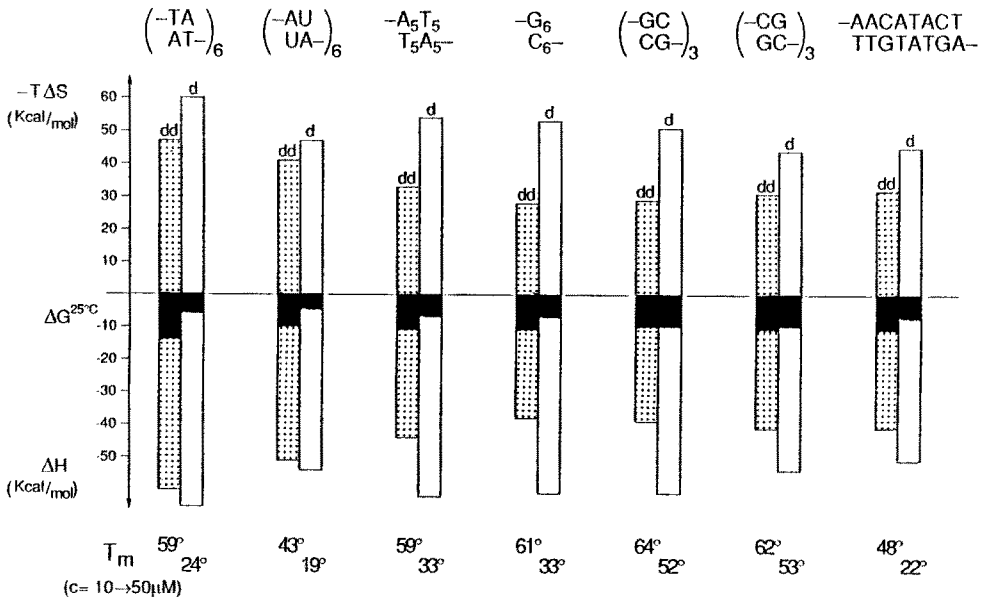 (–TA AT–)6 (–AU UA–)6 –A5T5 T5A5– –G6 C6– (–GC CG–)3 (–CG GC–)3 –AACATACT TTGTATGA–
–TΔS
(Kcal/mol)
60
50
40
30
20
10
dd d dd d dd d dd d dd d dd d dd d
ΔG25°C
-10
-20
-30
-40
-50
ΔH
(Kcal/mol)
Tm 59° 24° 43° 19° 59° 33° 61° 33° 64° 52° 62° 53° 48° 22°
(c= 10→50μM)